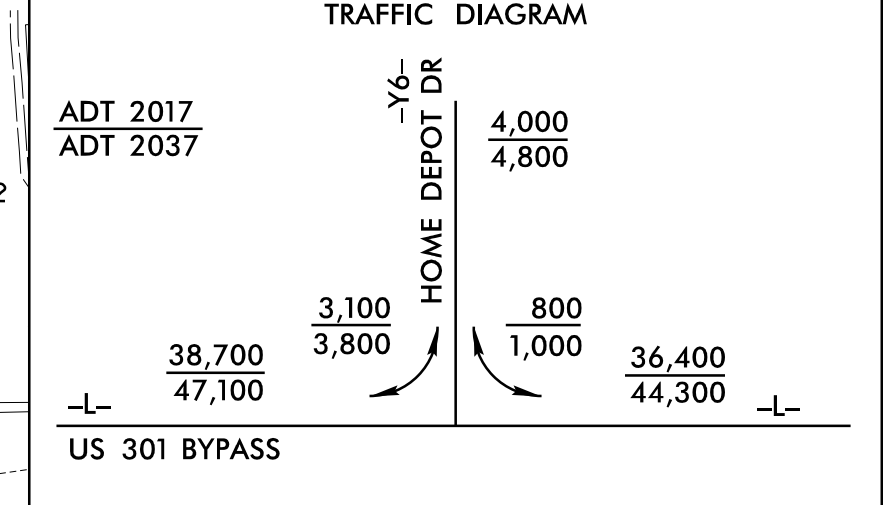 TRAFFIC DIAGRAM
ADT 2017
ADT 2037
-Y6-
HOME DEPOT DR
4,000
4,800
3,100
3,800
800
1,000
38,700
47,100
36,400
44,300
-L-
-L-
US 301 BYPASS
2